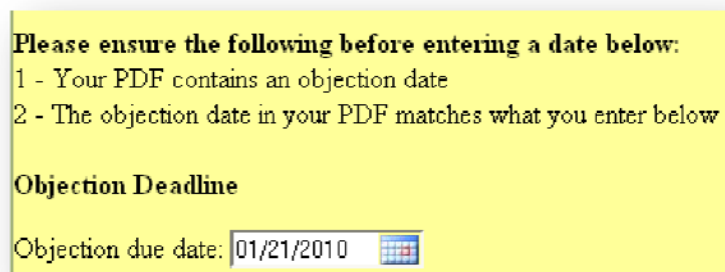 Please ensure the following before entering a date below:
1 - Your PDF contains an objection date
2 - The objection date in your PDF matches what you enter below
Objection Deadline
Objection due date: 01/21/2010